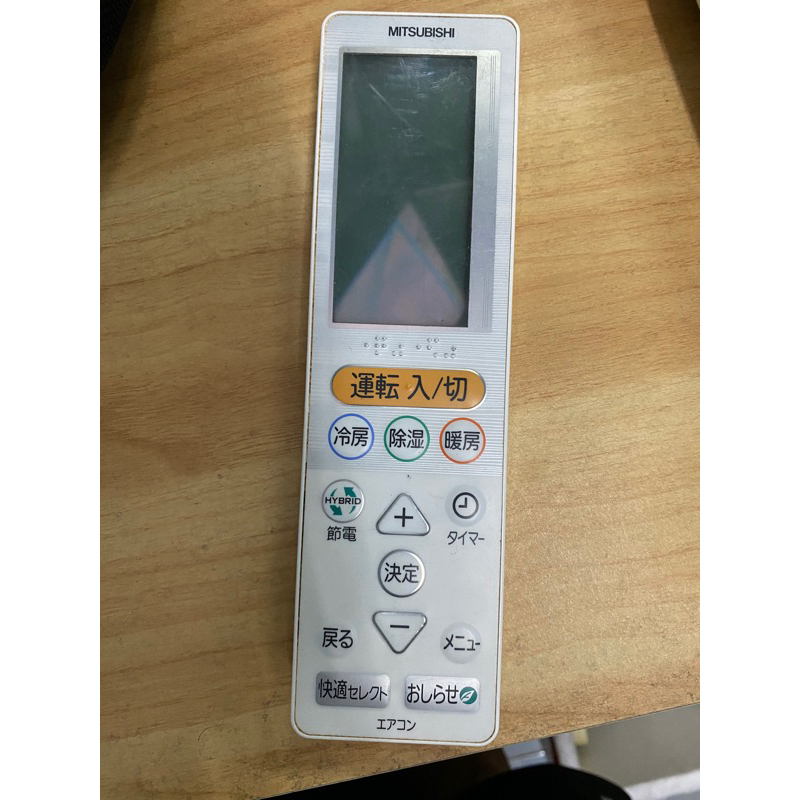 MITSUBISHI
運転 入/切
冷房 除湿 暖房
HYBRID
+
節電
タイマー
決定
−
戻る
メニュー
快適セレクト おしらせ
エアコン